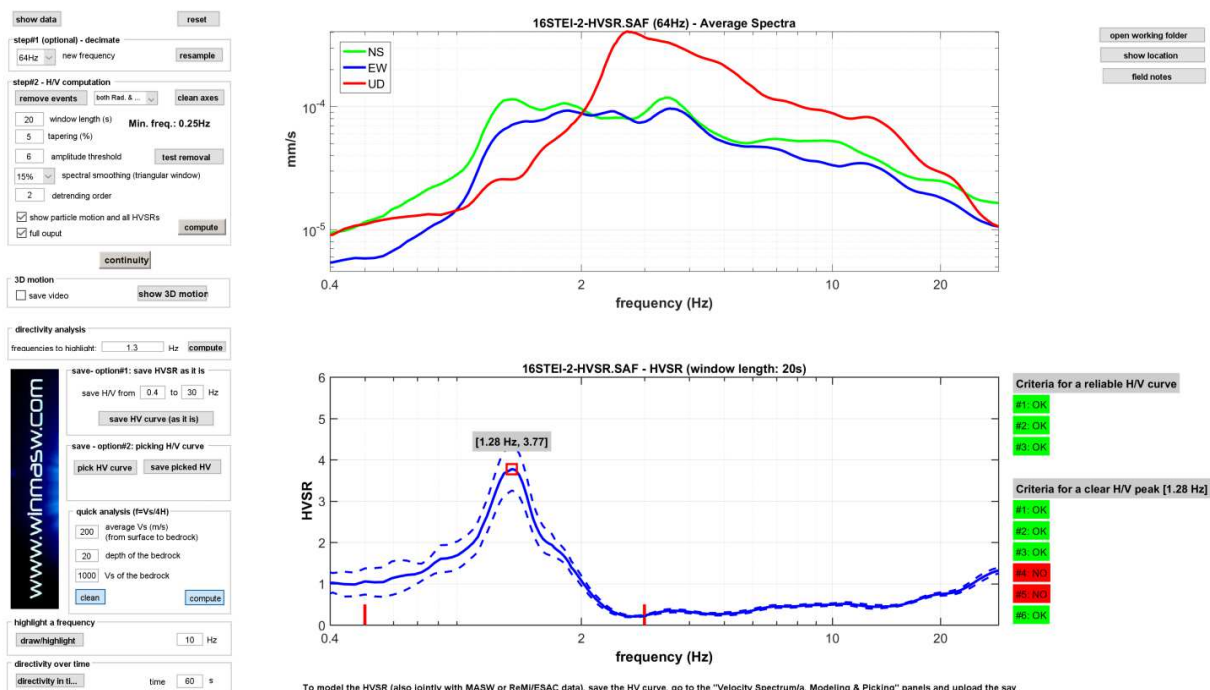 show data
reset
step#1 (optional) - decimate
64Hz new frequency resample
step#2 - H/V computation
remove events both Rad. & ... clean axes
20 window length (s) Min. freq.: 0.25Hz
5 tapering (%)
6 amplitude threshold test removal
15% spectral smoothing (triangular window)
2 detrending order
show particle motion and all HVSRs
full ouput
compute
continuity
3D motion
save video show 3D motion
directivity analysis
frequencies to highlight: 1.3 Hz compute
www.winmasw.com
save- option#1: save HVSR as it is
save H/V from 0.4 to 30 Hz
save HV curve (as it is)
save - option#2: picking H/V curve
pick HV curve save picked HV
quick analysis (f=Vs/4H)
200 average Vs (m/s)
(from surface to bedrock)
20 depth of the bedrock
1000 Vs of the bedrock
clean compute
highlight a frequency
draw/highlight 10 Hz
directivity over time
directivity in ti... time 60 s
16STEI-2-HVSR.SAF (64Hz) - Average Spectra
NS
EW
UD
mm/s
10-4
10-5
0.4 2 10 20
frequency (Hz)
16STEI-2-HVSR.SAF - HVSR (window length: 20s)
[1.28 Hz, 3.77]
HVSR
6
5
4
3
2
1
0
0.4 2 10 20
frequency (Hz)
To model the HVSR (also jointly with MASW or ReMi/ESAC data), save the HV curve, go to the "Velocity Spectrum/a, Modeling & Picking" panels and upload the sav
open working folder
show location
field notes
Criteria for a reliable H/V curve
#1: OK
#2: OK
#3: OK
Criteria for a clear H/V peak [1.28 Hz]
#1: OK
#2: OK
#3: OK
#4: NO
#5: NO
#6: OK